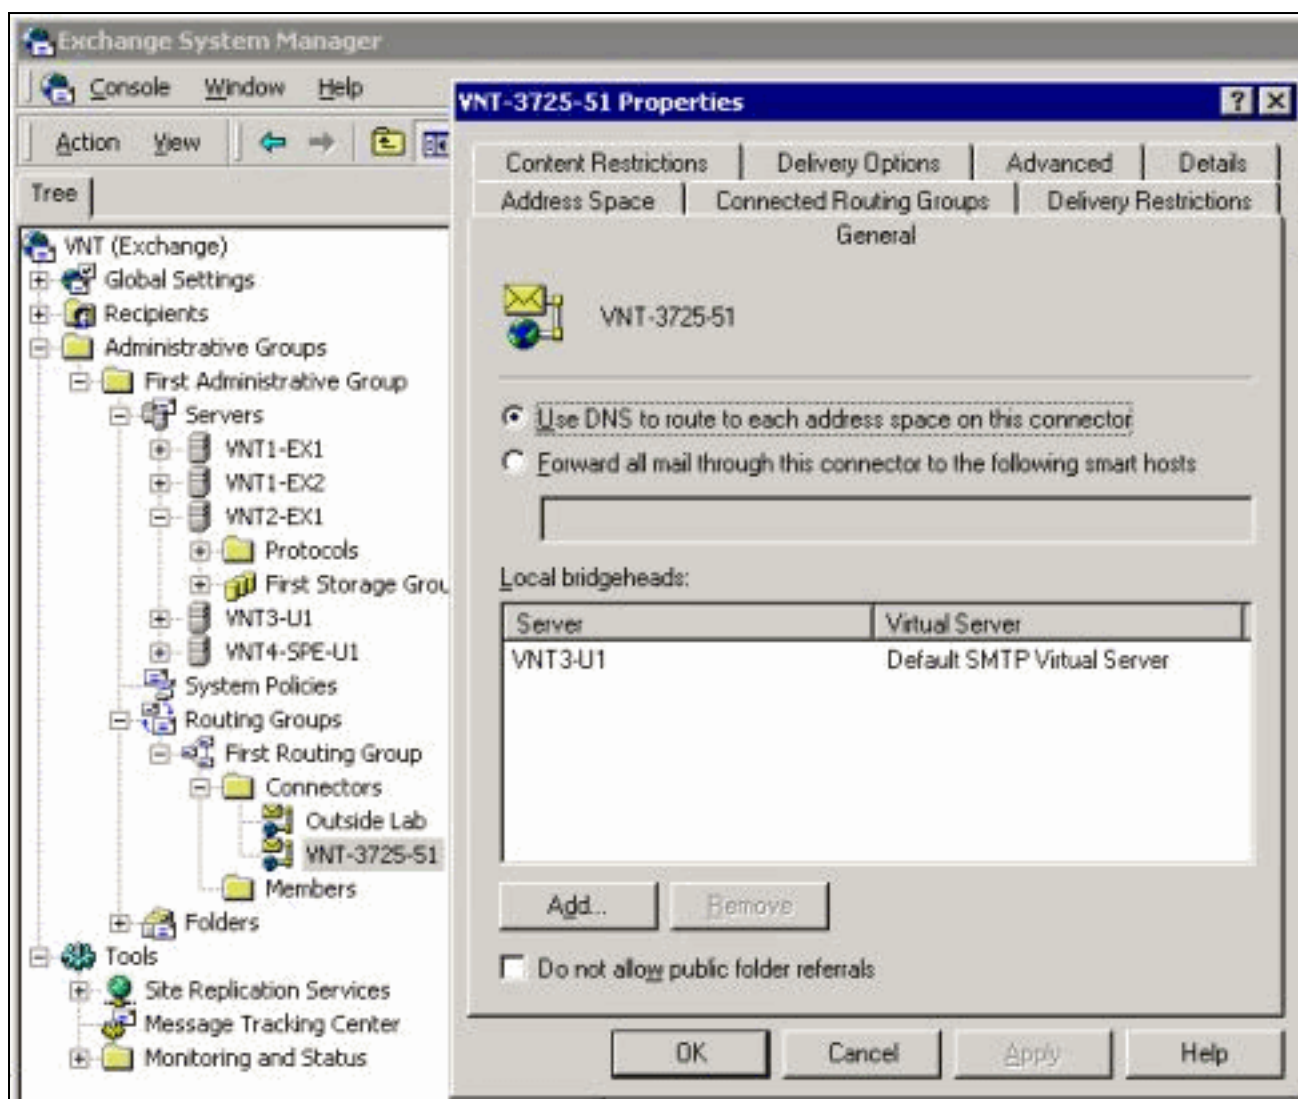 Exchange System Manager
Console Window Help
Action View
Tree
VNT (Exchange)
Global Settings
Recipients
Administrative Groups
First Administrative Group
Servers
VNT1-EX1
VNT1-EX2
VNT2-EX1
Protocols
First Storage Grou
VNT3-U1
VNT4-SPE-U1
System Policies
Routing Groups
First Routing Group
Connectors
Outside Lab
VNT-3725-51
Members
Folders
Tools
Site Replication Services
Message Tracking Center
Monitoring and Status
VNT-3725-51 Properties
Content Restrictions Delivery Options Advanced Details
Address Space Connected Routing Groups Delivery Restrictions
General
VNT-3725-51
Use DNS to route to each address space on this connector
Forward all mail through this connector to the following smart hosts
Local bridgeheads:
Server Virtual Server
VNT3-U1 Default SMTP Virtual Server
Add... Remove
Do not allow public folder referrals
OK Cancel Apply Help